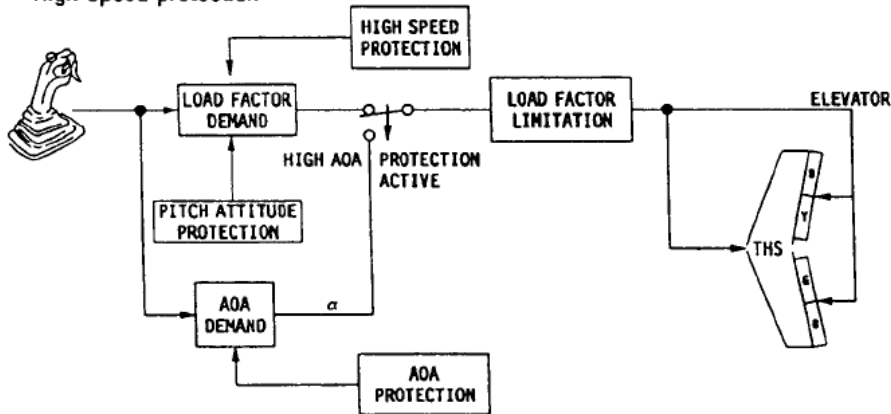 High speed protection
HIGH SPEED
PROTECTION
LOAD FACTOR
DEMAND
LOAD FACTOR
LIMITATION
ELEVATOR
HIGH AOA
PROTECTION
ACTIVE
PITCH ATTITUDE
PROTECTION
B
Y
THS
G
B
AOA
DEMAND
α
AOA
PROTECTION